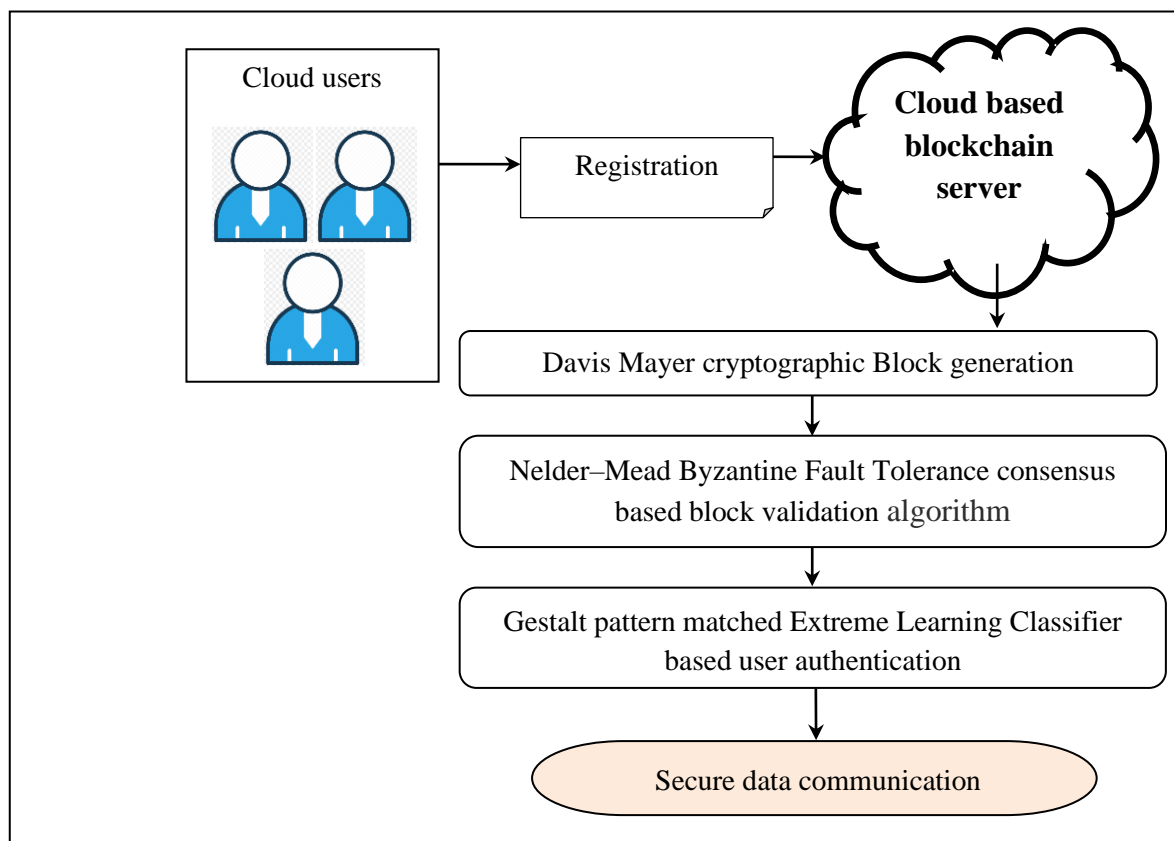 Cloud users
Registration
Cloud based
blockchain
server
Davis Mayer cryptographic Block generation
Nelder–Mead Byzantine Fault Tolerance consensus
based block validation algorithm
Gestalt pattern matched Extreme Learning Classifier
based user authentication
Secure data communication